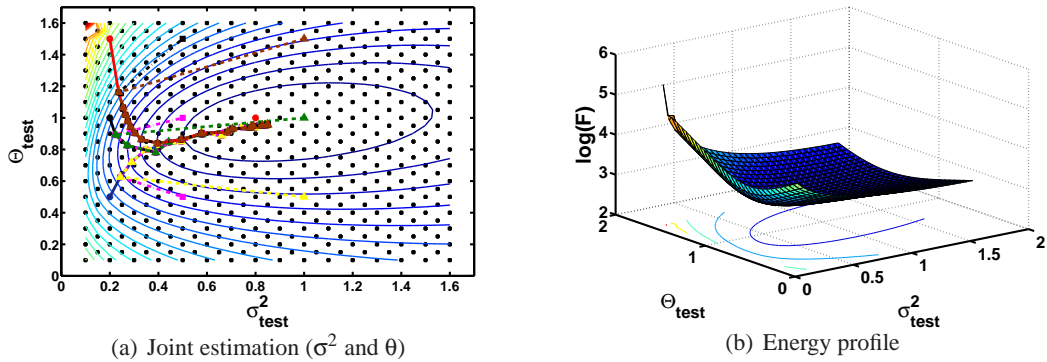 1.6
1.4
1.2
1
0.8
0.6
0.4
0.2
0.1
Θtest
0 0.2 0.4 0.6 0.8 1.0 1.2 1.4 1.6
σ²test
(a) Joint estimation (σ² and θ)
6
5
4
3
2
log(F)
2
1
0
Θtest
0
0.5
1
1.5
2
σ²test
(b) Energy profile